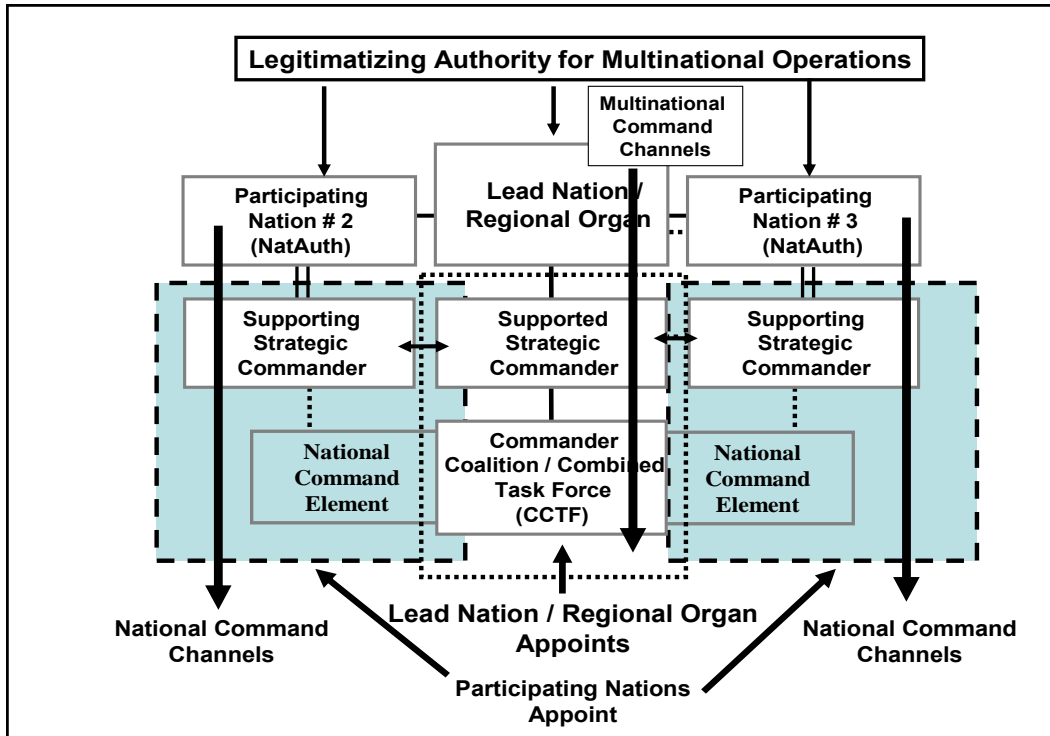 Legitimatizing Authority for Multinational Operations
Multinational
Command
Channels
Participating
Nation # 2
(NatAuth)
Lead Nation /
Regional Organ
Participating
Nation # 3
(NatAuth)
Supporting
Strategic
Commander
Supported
Strategic
Commander
Supporting
Strategic
Commander
National
Command
Element
Commander
Coalition / Combined
Task Force
(CCTF)
National
Command
Element
National Command
Channels
Lead Nation / Regional Organ
Appoints
National Command
Channels
Participating Nations
Appoint